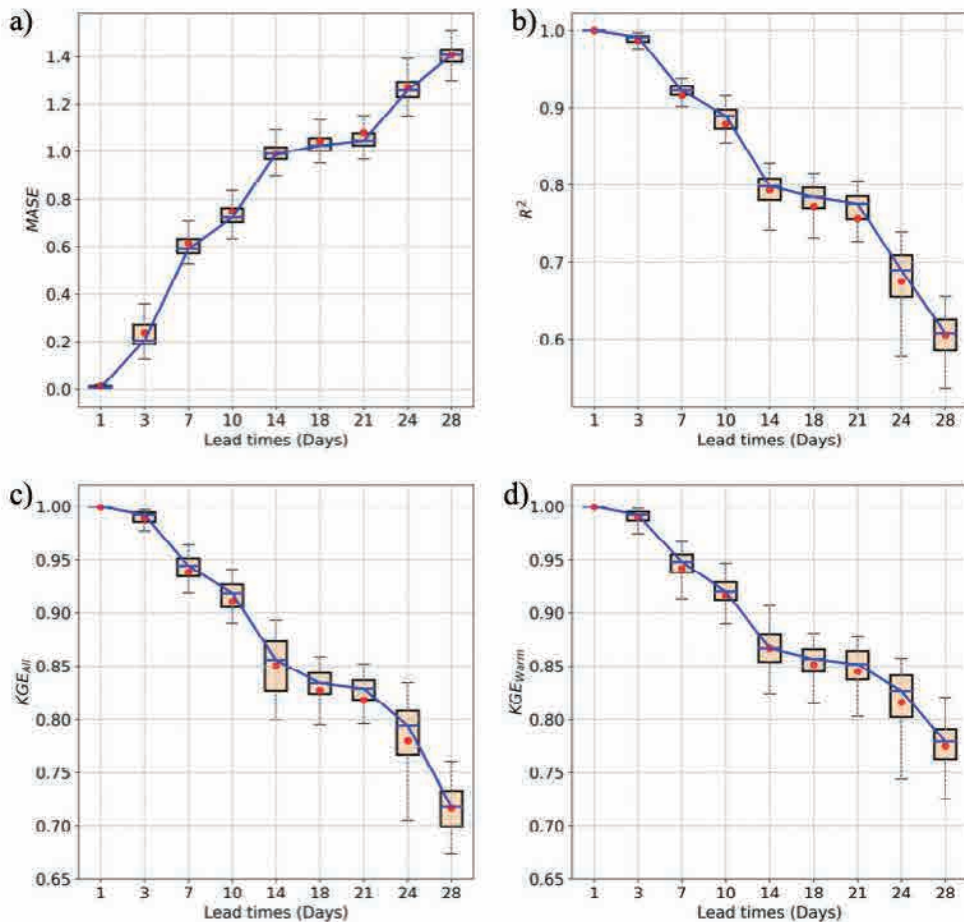 a)
1.4
1.2
1.0
0.8
0.6
0.4
0.2
0.0
MASE
1 3 7 10 14 18 21 24 28
Lead times (Days)
b)
1.0
0.9
0.8
0.7
0.6
R²
1 3 7 10 14 18 21 24 28
Lead times (Days)
c)
1.00
0.95
0.90
0.85
0.80
0.75
0.70
0.65
KGE_All
1 3 7 10 14 18 21 24 28
Lead times (Days)
d)
1.00
0.95
0.90
0.85
0.80
0.75
0.70
0.65
KGE_Warm
1 3 7 10 14 18 21 24 28
Lead times (Days)